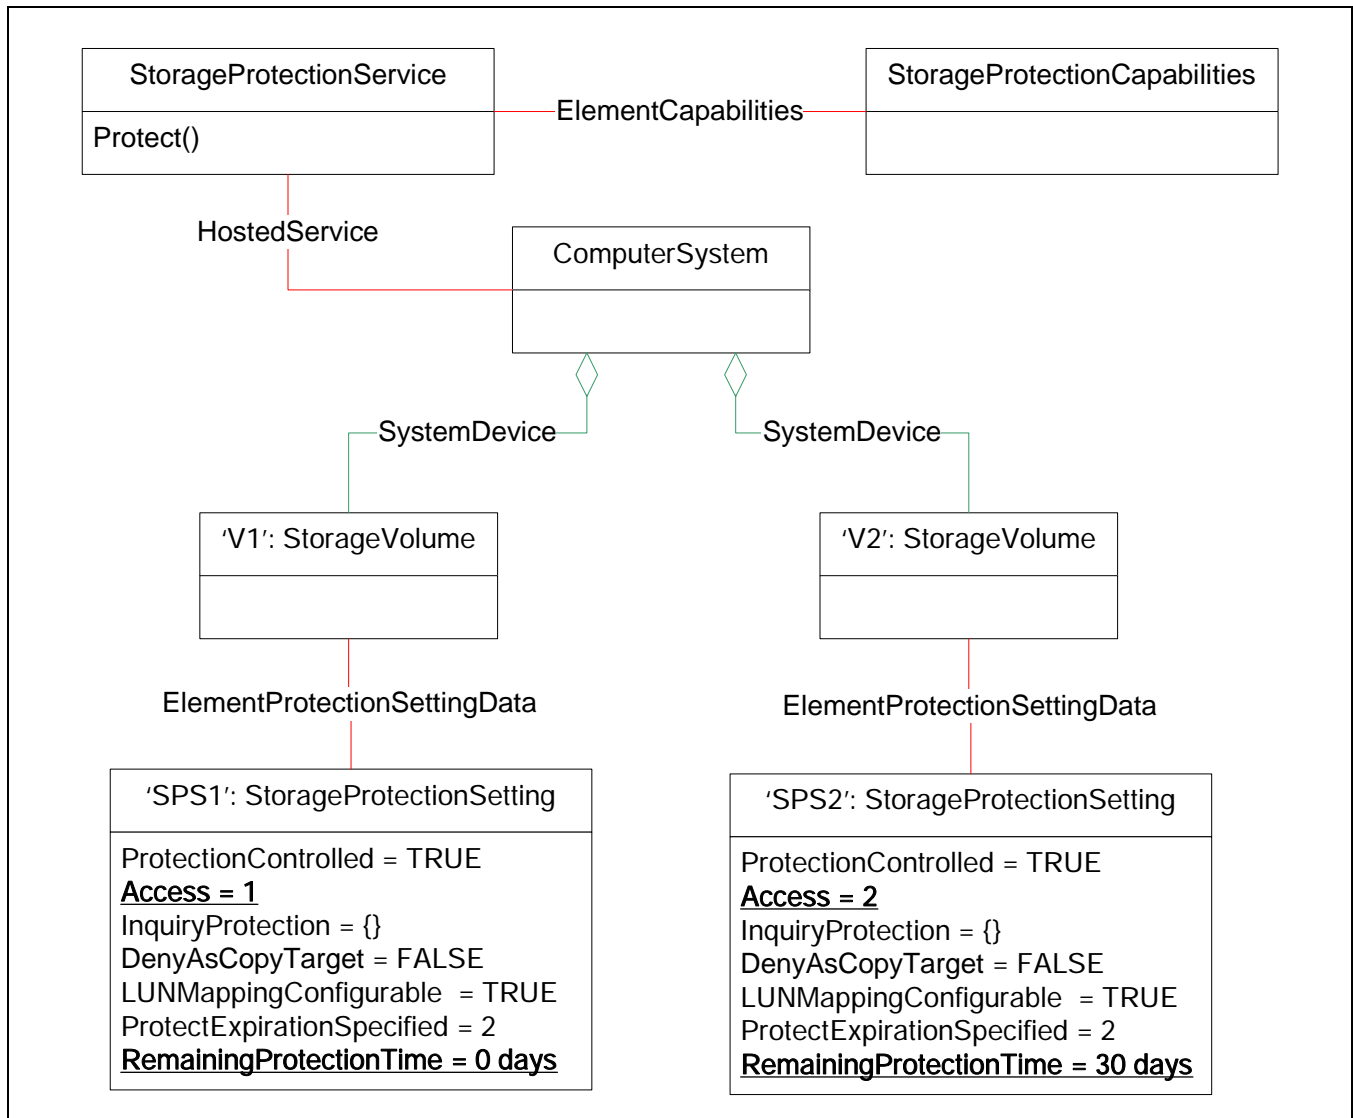 StorageProtectionService
StorageProtectionCapabilities
ElementCapabilities
Protect()
HostedService
ComputerSystem
SystemDevice
SystemDevice
‘V1’: StorageVolume
‘V2’: StorageVolume
ElementProtectionSettingData
ElementProtectionSettingData
‘SPS1’: StorageProtectionSetting
ProtectionControlled = TRUE
Access = 1
InquiryProtection = {}
DenyAsCopyTarget = FALSE
LUNMappingConfigurable = TRUE
ProtectExpirationSpecified = 2
RemainingProtectionTime = 0 days
‘SPS2’: StorageProtectionSetting
ProtectionControlled = TRUE
Access = 2
InquiryProtection = {}
DenyAsCopyTarget = FALSE
LUNMappingConfigurable = TRUE
ProtectExpirationSpecified = 2
RemainingProtectionTime = 30 days